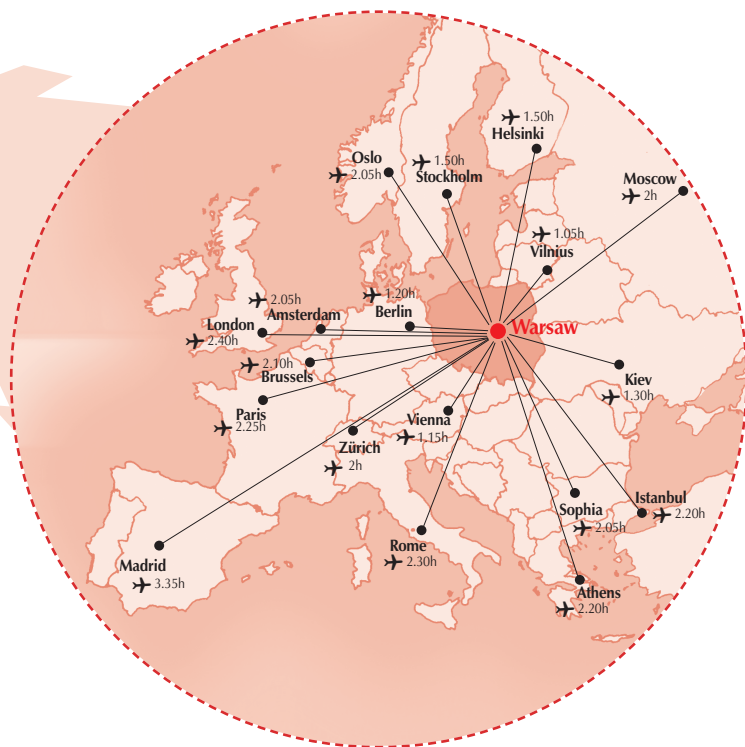 1.50h
Helsinki
Oslo
2.05h
1.50h
Stockholm
Moscow
2h
1.05h
Vilnius
2.05h
Amsterdam
1.20h
Berlin
London
2.40h
Warsaw
2.10h
Brussels
Kiev
1.30h
Paris
2.25h
Vienna
1.15h
Zürich
2h
Sophia
2.05h
Istanbul
2.20h
Rome
2.30h
Madrid
3.35h
Athens
2.20h